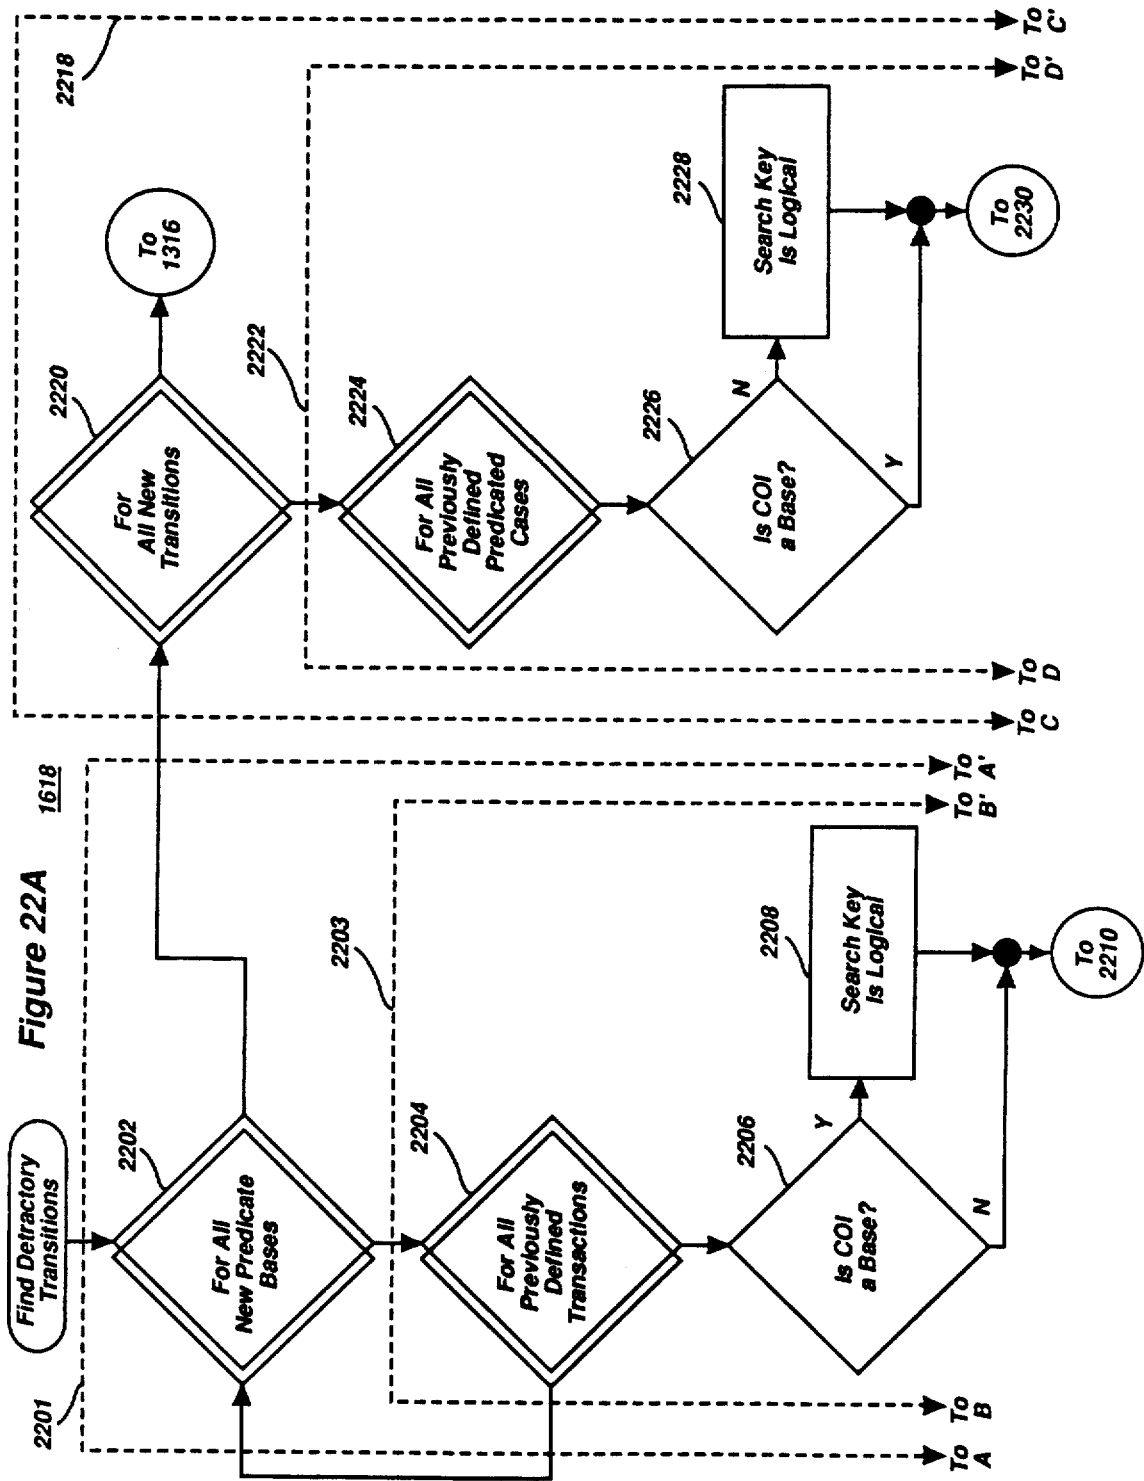 Figure 22A
1618
Find Detractory
Transitions
2201
2202
For All
New Predicate
Bases
2203
2204
For All
Previously
Defined
Transactions
2206
Is COI
a Base?
Y
N
2208
Search Key
Is Logical
To
2210
To
A
To
B
To
B'
To
A'
2218
2220
For
All New
Transitions
To
1316
2222
2224
For All
Previously
Defined
Predicated
Cases
2226
Is COI
a Base?
N
Y
2228
Search Key
Is Logical
To
2230
To
C
To
D
To
D'
To
C'